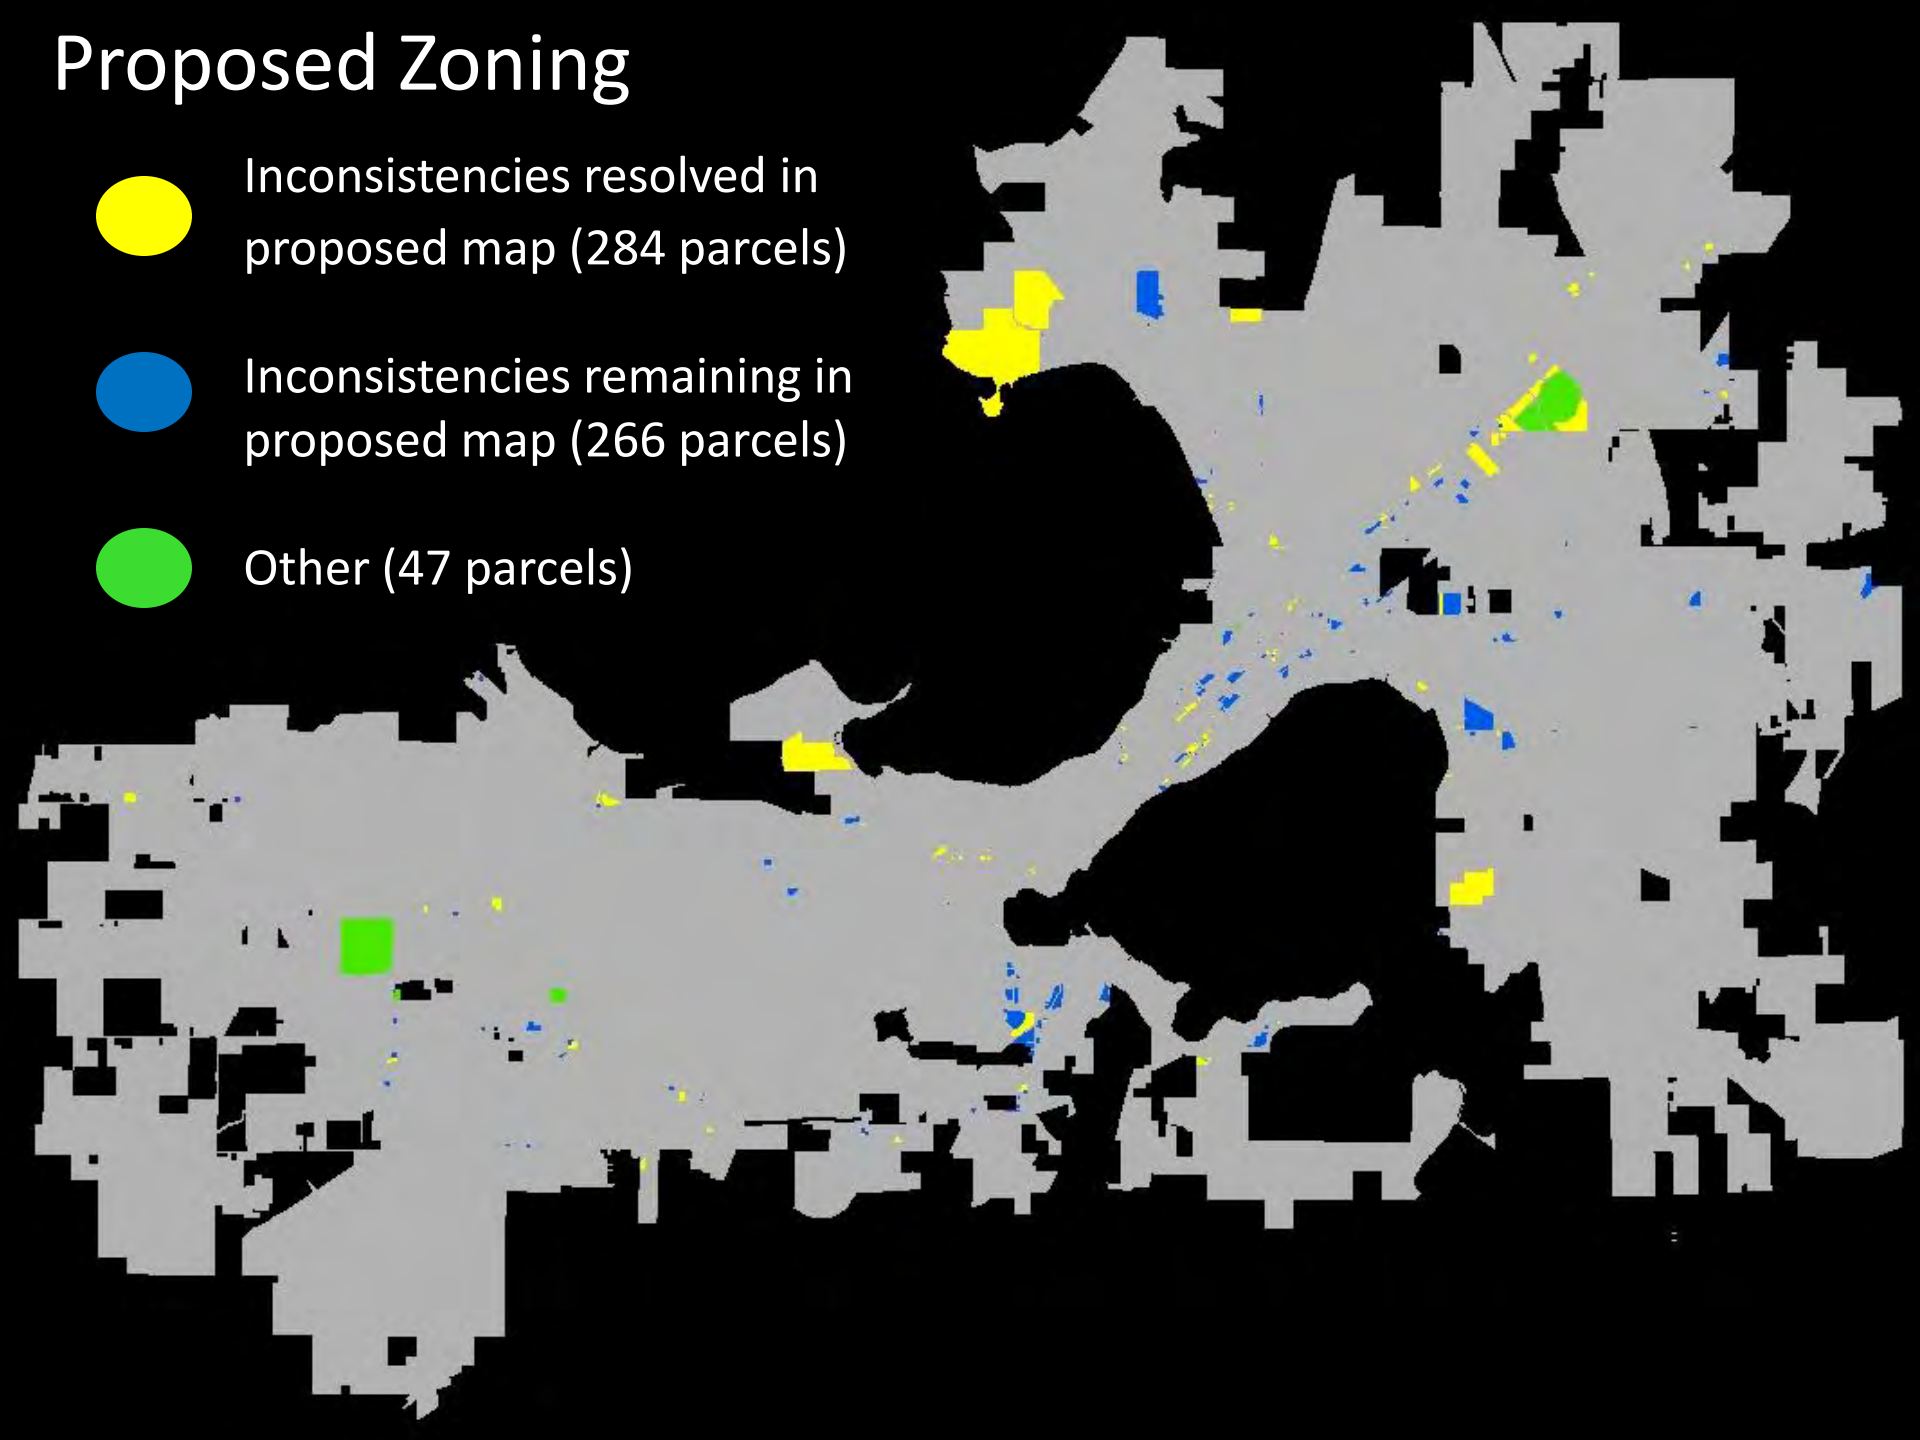 Proposed Zoning
Inconsistencies resolved in
proposed map (284 parcels)
Inconsistencies remaining in
proposed map (266 parcels)
Other (47 parcels)